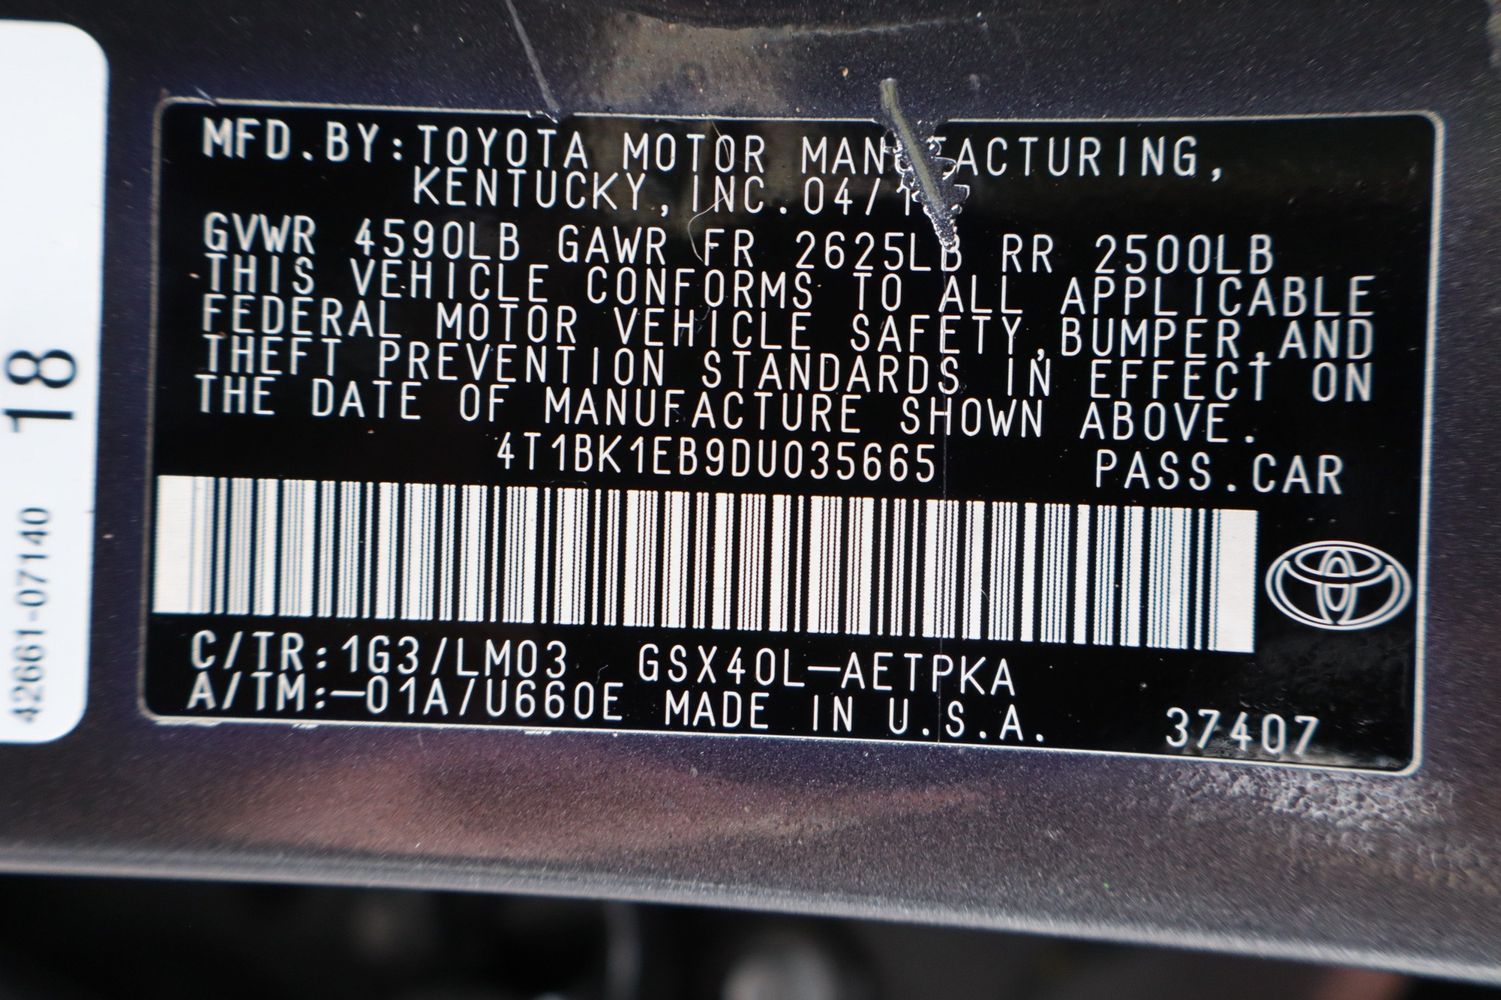 MFD.BY:TOYOTA MOTOR MANUFACTURING,
KENTUCKY,INC.04/1
GVWR 4590LB GAWR FR 2625LB RR 2500LB
THIS VEHICLE CONFORMS TO ALL APPLICABLE
FEDERAL MOTOR VEHICLE SAFETY,BUMPER,AND
THEFT PREVENTION STANDARDS IN EFFECT ON
THE DATE OF MANUFACTURE SHOWN ABOVE.
4T1BK1EB9DU035665 PASS.CAR
C/TR:1G3/LM03 GSX40L-AETPKA
A/TM:-01A/U660E MADE IN U.S.A. 37407
42661-07140 18